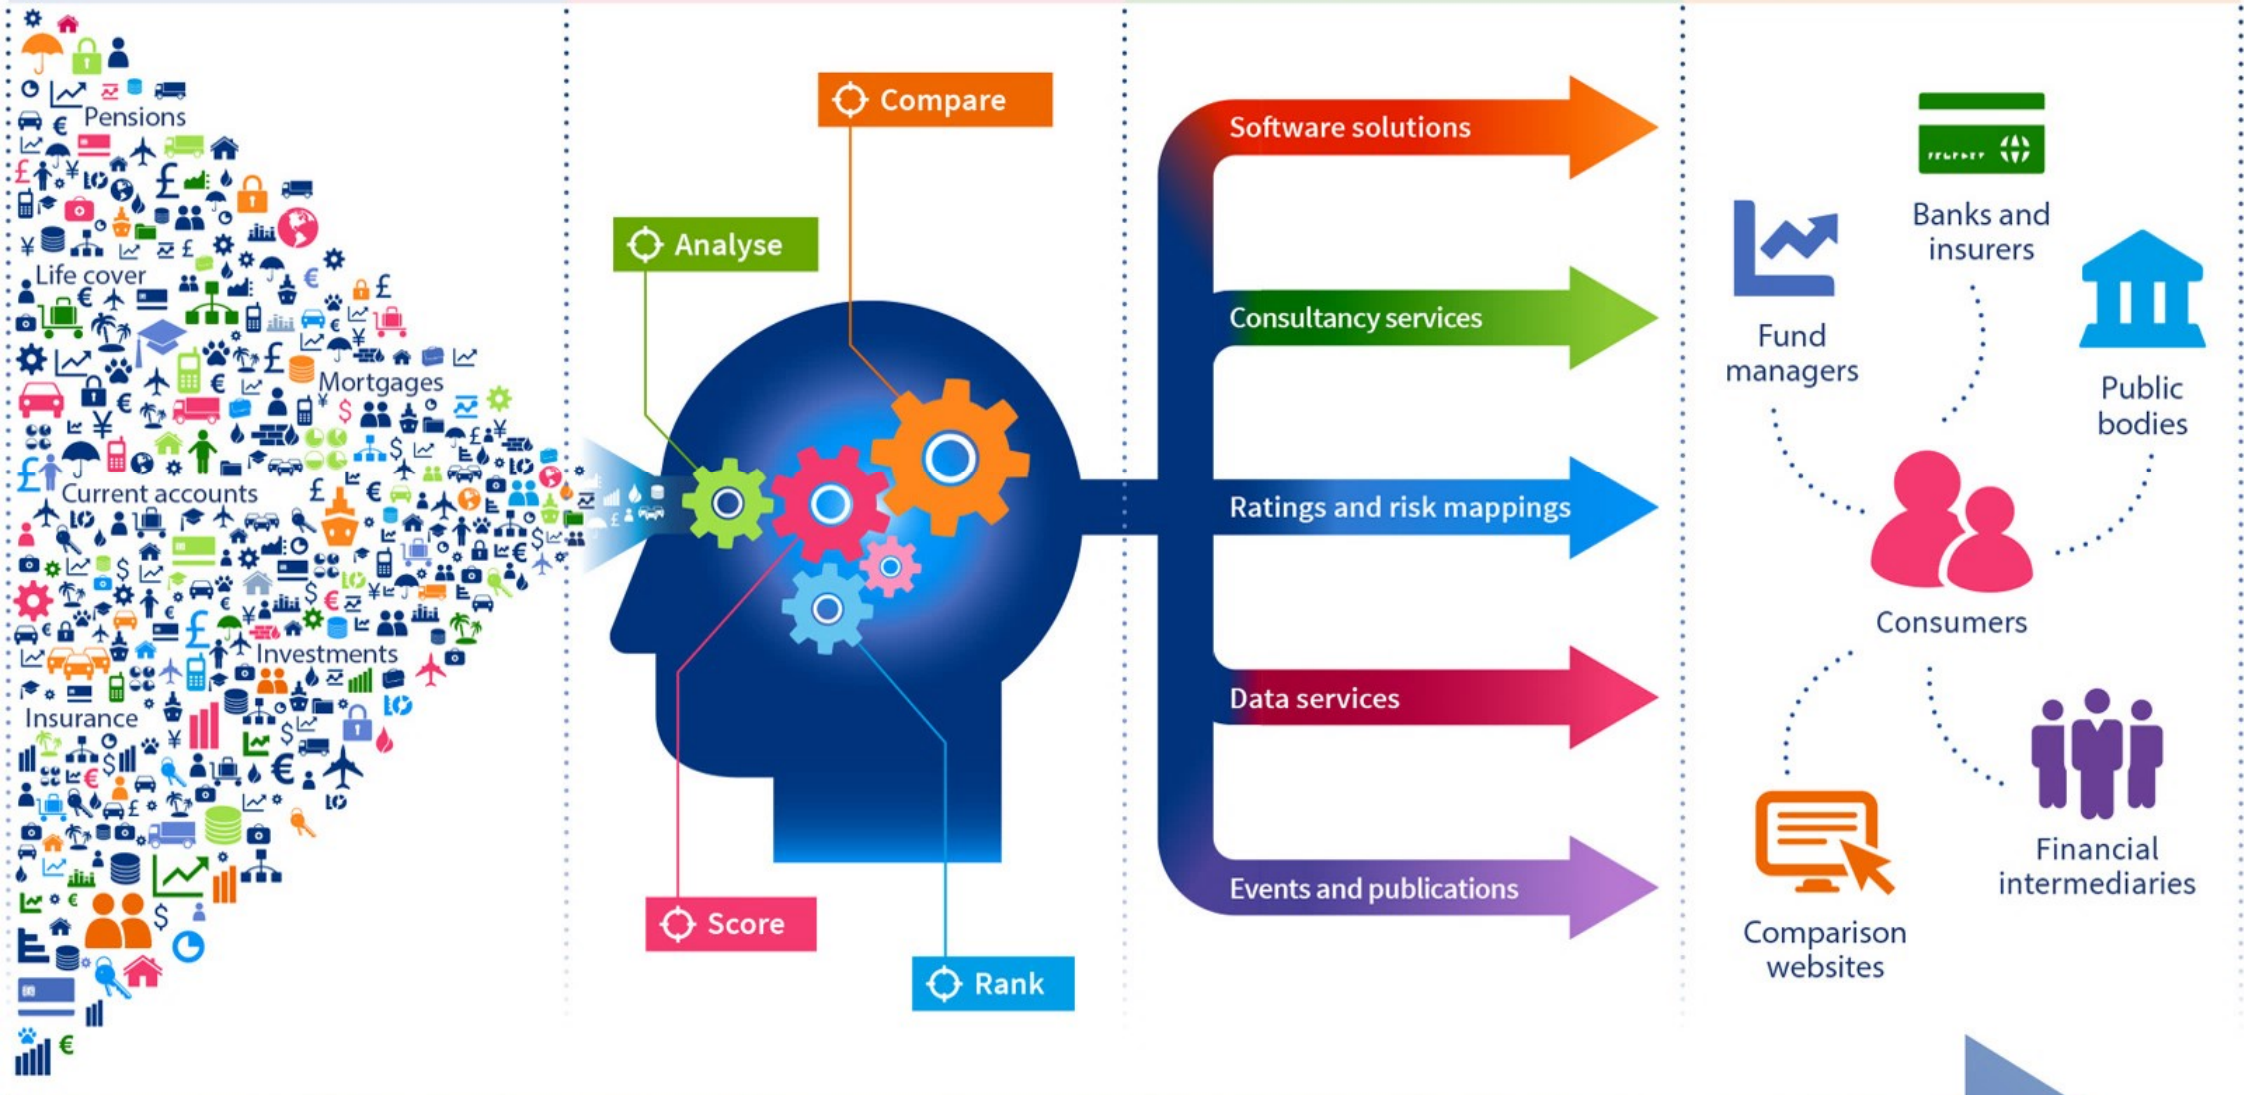 Pensions
Life cover
Mortgages
Current accounts
Investments
Insurance
Compare
Analyse
Score
Rank
Software solutions
Consultancy services
Ratings and risk mappings
Data services
Events and publications
Banks and
insurers
Fund
managers
Public
bodies
Consumers
Financial
intermediaries
Comparison
websites